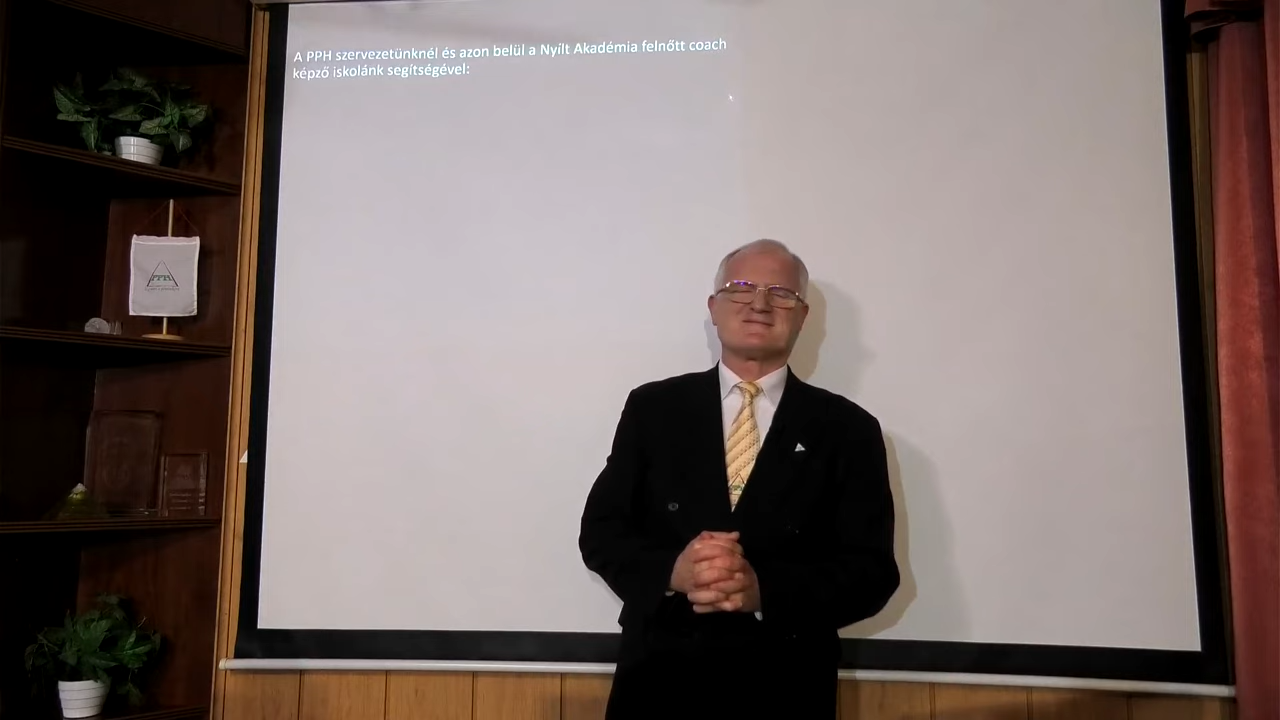 A PPH szervezetünknél és azon belül a Nyílt Akadémia felnőtt coach
képző iskolánk segítségével: